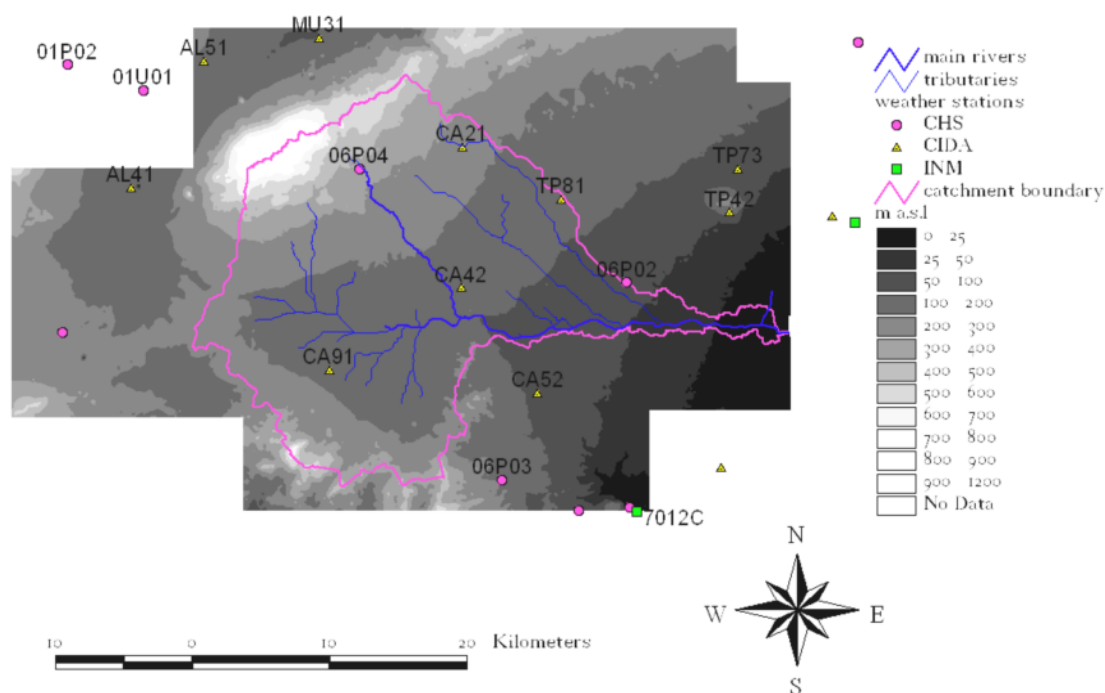 MU31
AL51
01P02
01U01
CA21
06P04
AL41
TP73
TP81
TP42
06P02
CA42
CA91
CA52
06P03
7012C
main rivers
tributaries
weather stations
CHS
CIDA
INM
catchment boundary
m a.s.l
0 25
25 50
50 100
100 200
200 300
300 400
400 500
500 600
600 700
700 800
800 900
900 1200
No Data
N
W E
S
10 0 10 20 Kilometers